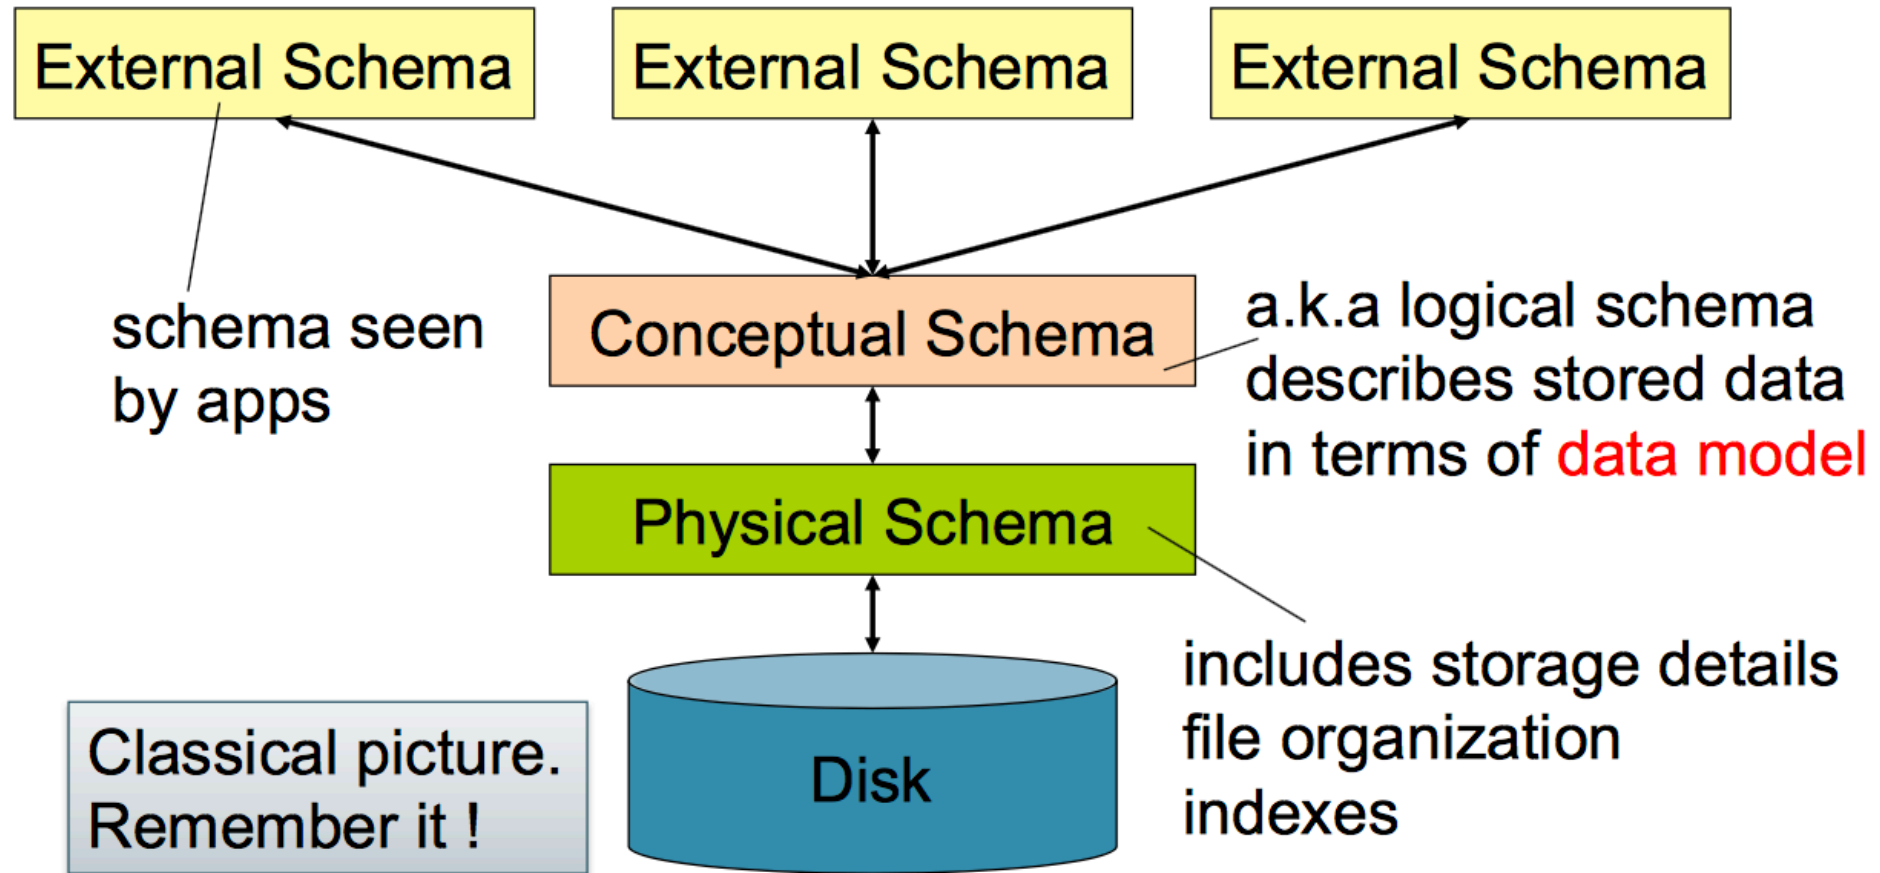 External Schema
External Schema
External Schema
schema seen
by apps
Conceptual Schema
a.k.a logical schema
describes stored data
in terms of data model
Physical Schema
includes storage details
file organization
indexes
Disk
Classical picture.
Remember it !